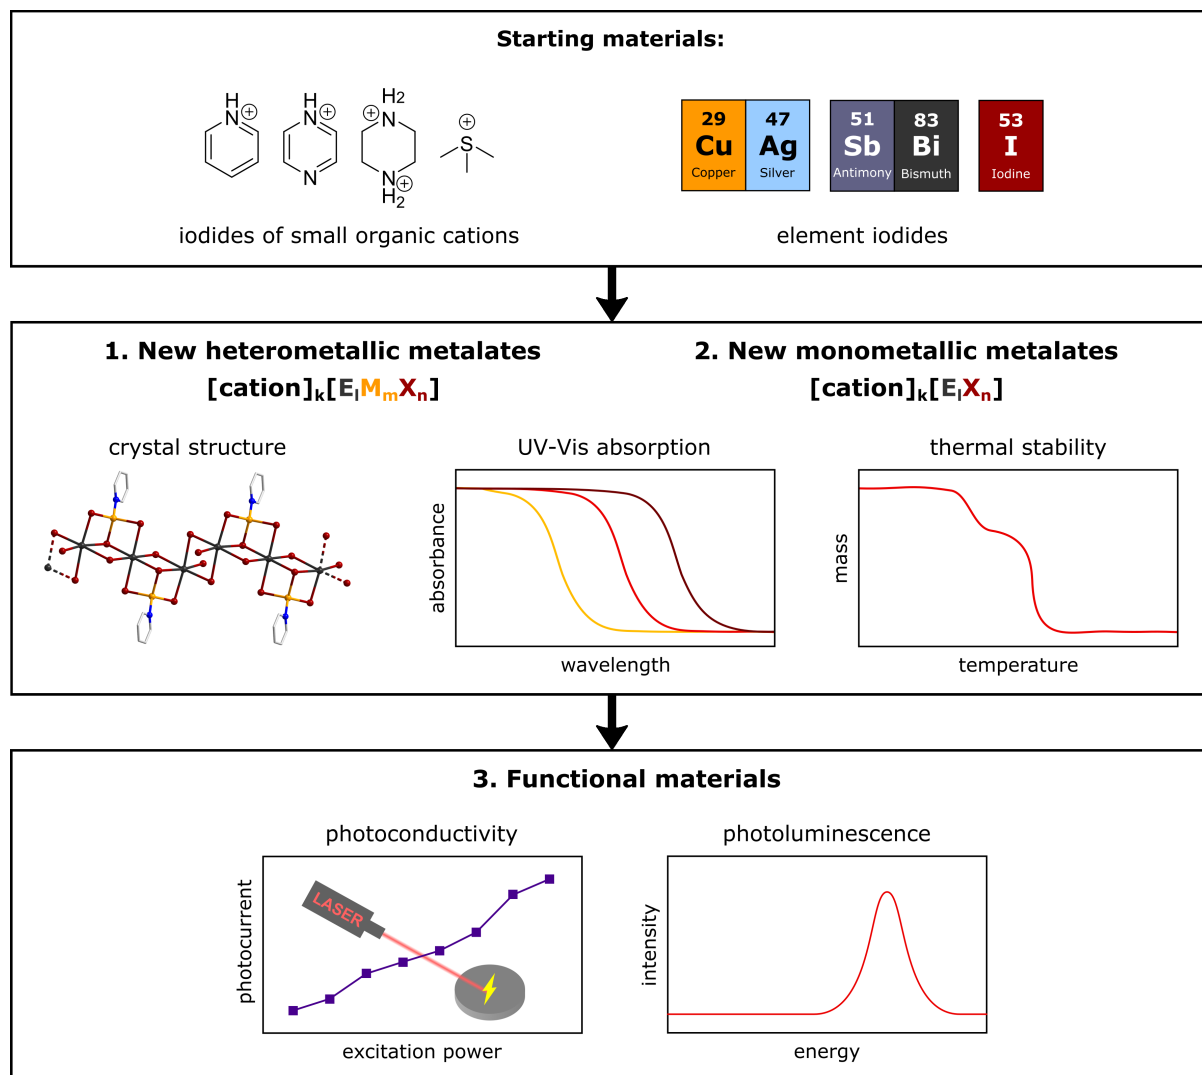 Starting materials:
H
N
⊕
H
N
⊕
N
H2
N
⊕
N
H2
⊕
S
⊕
29
Cu
Copper
47
Ag
Silver
51
Sb
Antimony
83
Bi
Bismuth
53
I
Iodine
iodides of small organic cations
element iodides
1. New heterometallic metalates
[cation]k[ElMmXn]
2. New monometallic metalates
[cation]k[ElXn]
crystal structure
UV-Vis absorption
absorbance
wavelength
thermal stability
mass
temperature
3. Functional materials
photoconductivity
photocurrent
LASER
excitation power
photoluminescence
intensity
energy